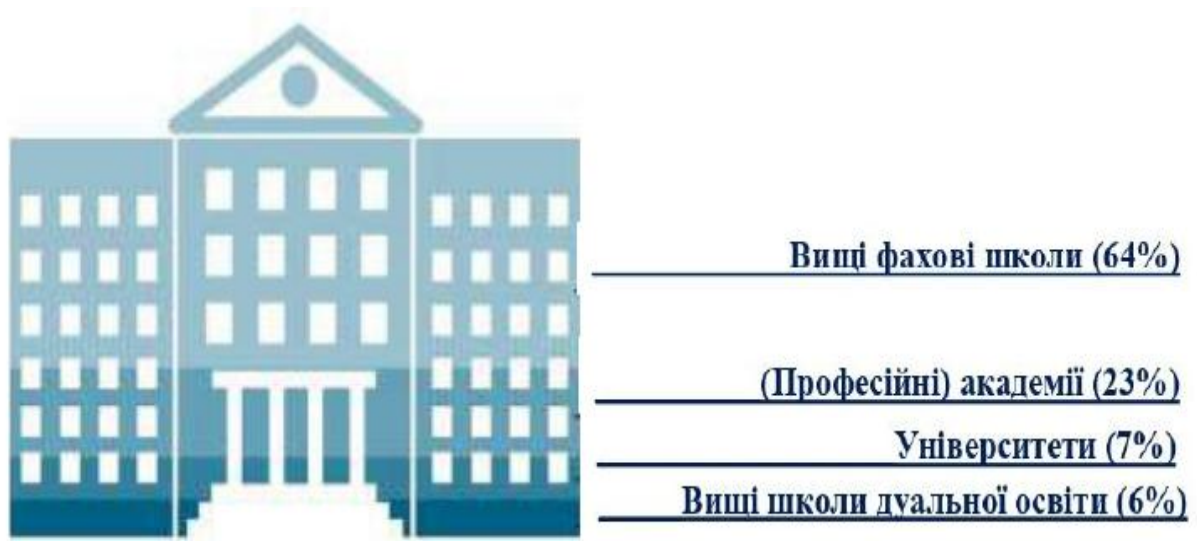 Вищі фахові школи (64%)
(Професійні) академії (23%)
Університети (7%)
Вищі школи дуальної освіти (6%)